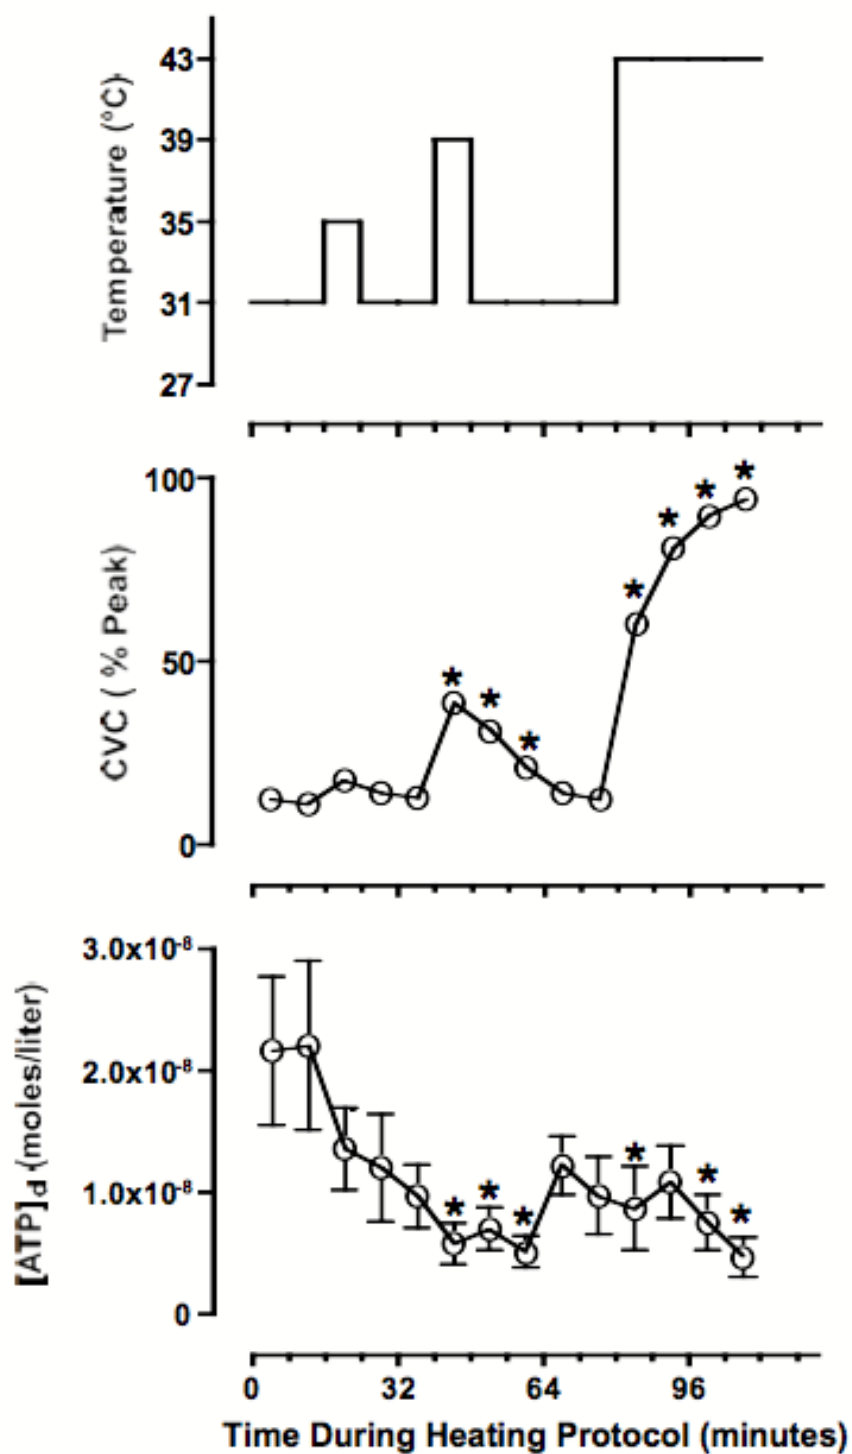 Temperature (°C)
43
39
35
31
27
CVC ( % Peak)
100
50
0
* * * * * * *
[ATP]d (moles/liter)
3.0x10-8
2.0x10-8
1.0x10-8
0
* * * * * *
0 32 64 96
Time During Heating Protocol (minutes)